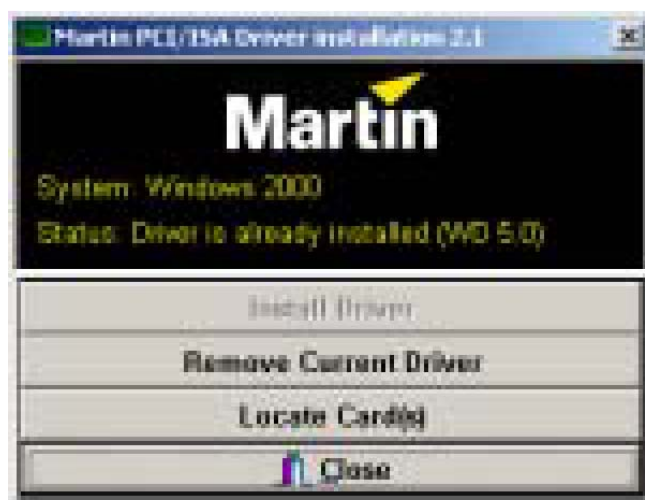 Martin PCI/ISA Driver installation 2.1
Martin
System: Windows 2000
Status: Driver is already installed (WD 5.0)
Install Driver
Remove Current Driver
Locate Card(s)
Close